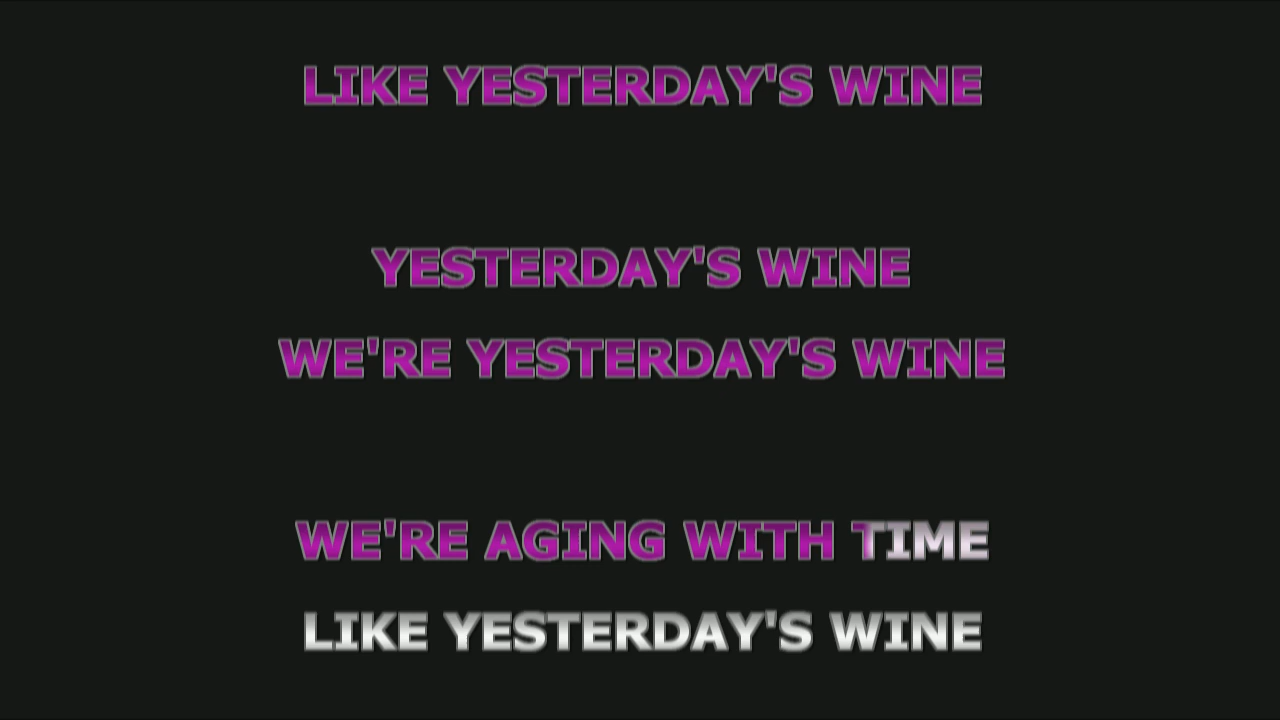 LIKE YESTERDAY'S WINE
YESTERDAY'S WINE
WE'RE YESTERDAY'S WINE
WE'RE AGING WITH TIME
LIKE YESTERDAY'S WINE